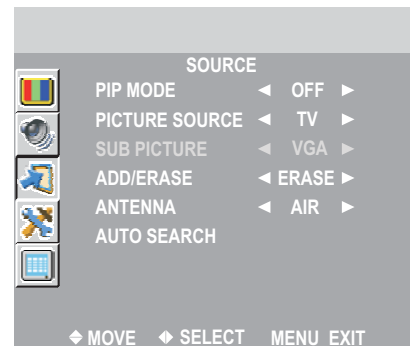 SOURCE
PIP MODE ◄ OFF ►
PICTURE SOURCE ◄ TV ►
SUB PICTURE ◄ VGA ►
ADD/ERASE ◄ ERASE ►
ANTENNA ◄ AIR ►
AUTO SEARCH
MOVE SELECT MENU EXIT